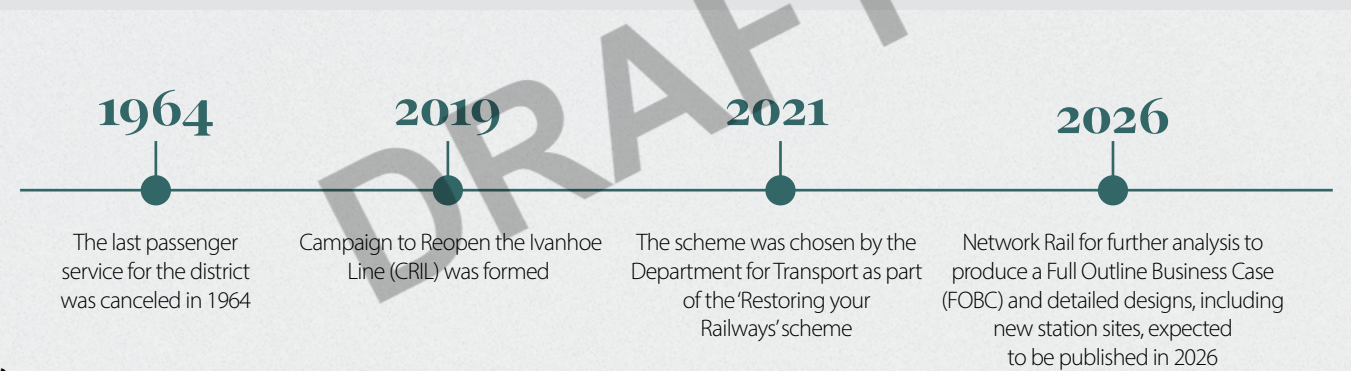 1964
The last passenger
service for the district
was canceled in 1964
2019
Campaign to Reopen the Ivanhoe
Line (CRIL) was formed
2021
The scheme was chosen by the
Department for Transport as part
of the 'Restoring your
Railways' scheme
2026
Network Rail for further analysis to
produce a Full Outline Business Case
(FOBC) and detailed designs, including
new station sites, expected
to be published in 2026
DRAFT